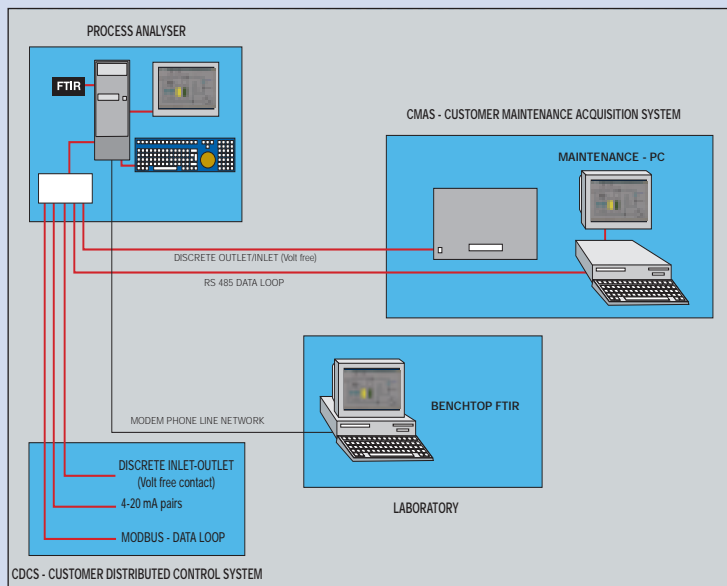 PROCESS ANALYSER
FTIR
CMAS - CUSTOMER MAINTENANCE ACQUISITION SYSTEM
MAINTENANCE - PC
DISCRETE OUTLET/INLET (Volt free)
RS 485 DATA LOOP
BENCHTOP FTIR
MODEM PHONE LINE NETWORK
LABORATORY
DISCRETE INLET-OUTLET
(Volt free contact)
4-20 mA pairs
MODBUS - DATA LOOP
CDCS - CUSTOMER DISTRIBUTED CONTROL SYSTEM